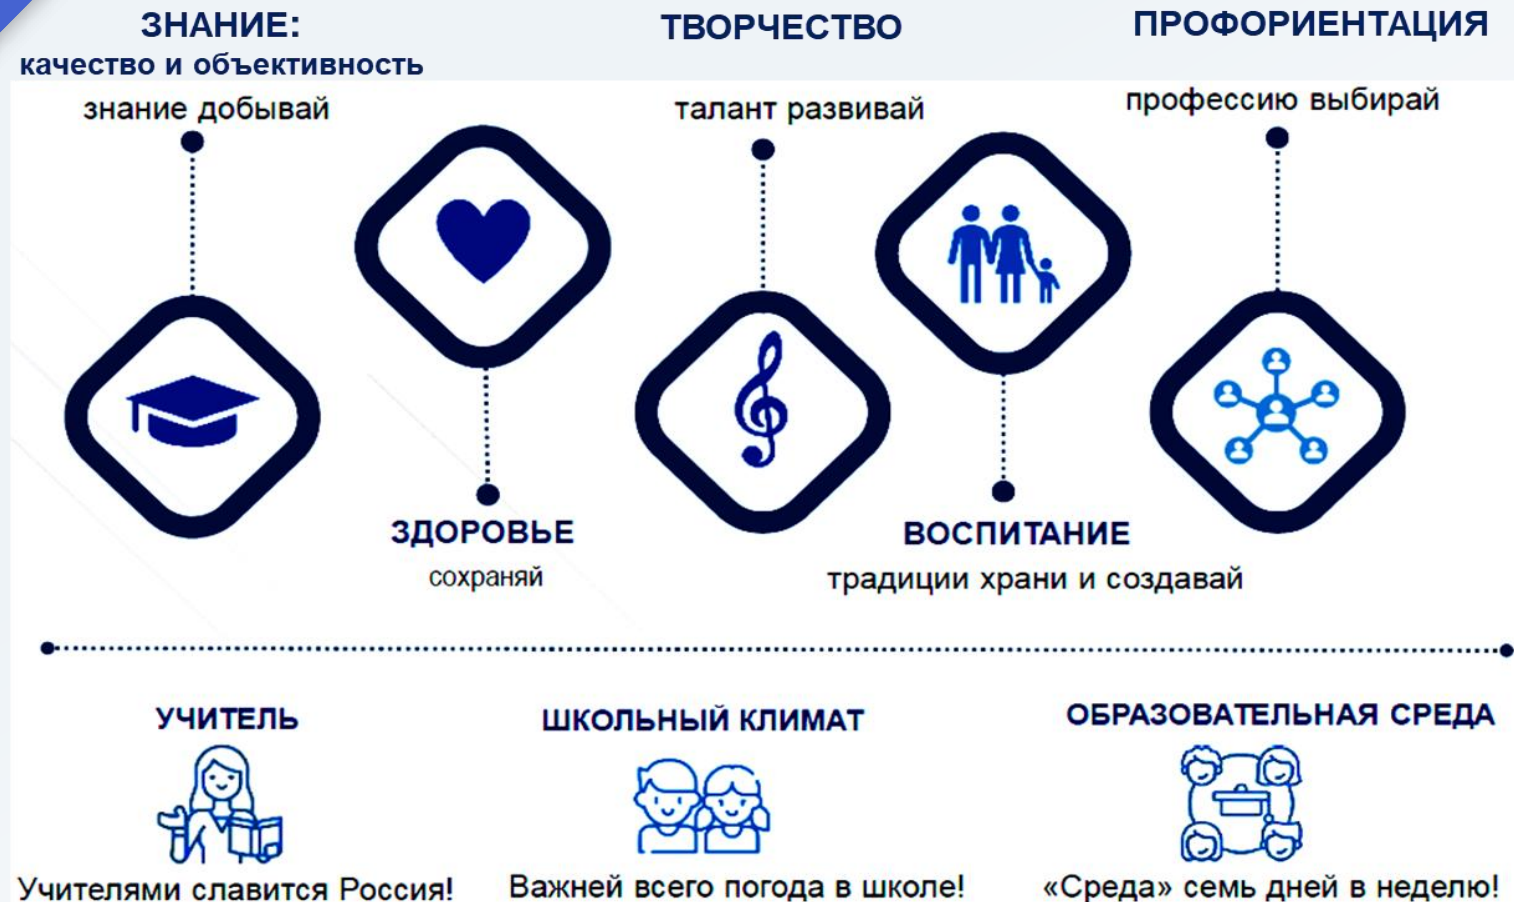 ЗНАНИЕ:
качество и объективность
знание добывай
ТВОРЧЕСТВО
талант развивай
ПРОФОРИЕНТАЦИЯ
профессию выбирай
ЗДОРОВЬЕ
сохраняй
ВОСПИТАНИЕ
традиции храни и создавай
УЧИТЕЛЬ
Учителями славится Россия!
ШКОЛЬНЫЙ КЛИМАТ
Важней всего погода в школе!
ОБРАЗОВАТЕЛЬНАЯ СРЕДА
«Среда» семь дней в неделю!